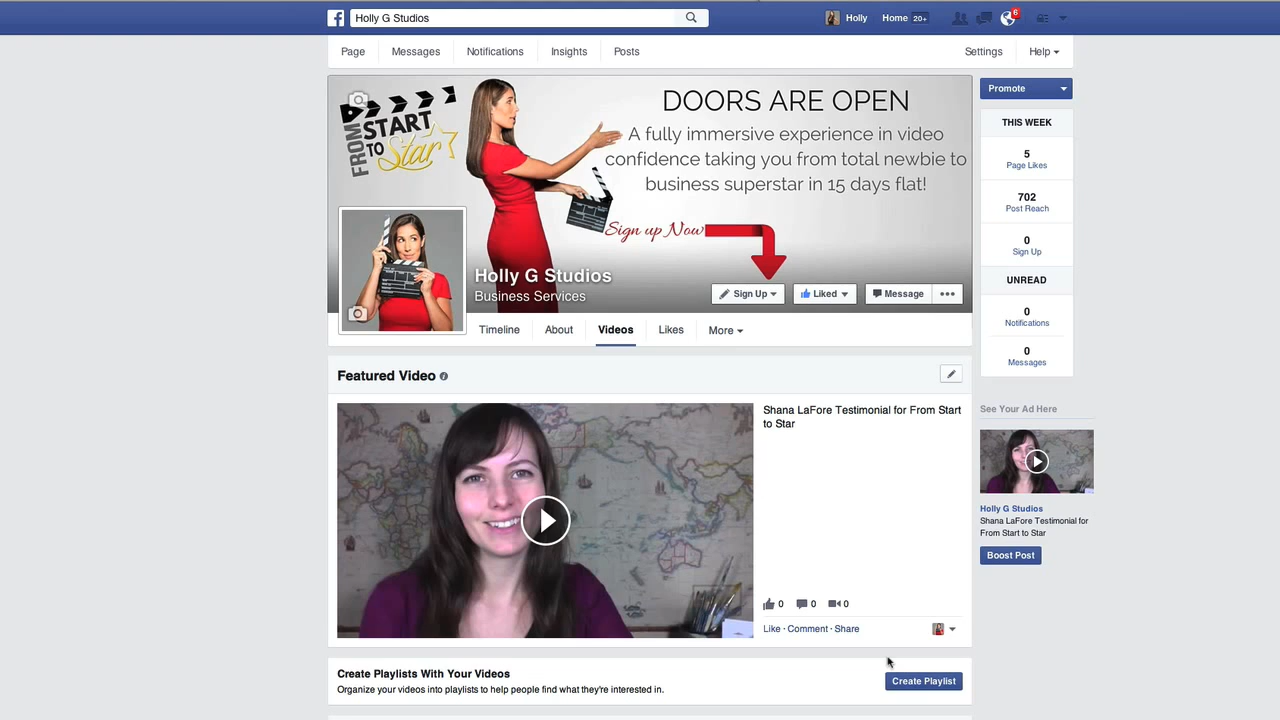 Holly G Studios
Holly Home 20+ 6
Page Messages Notifications Insights Posts Settings Help
FROM START TO Star
DOORS ARE OPEN
A fully immersive experience in video
confidence taking you from total newbie to
business superstar in 15 days flat!
Sign up Now
Holly G Studios
Business Services
Sign Up Liked Message
Timeline About Videos Likes More
Promote
THIS WEEK
5
Page Likes
702
Post Reach
0
Sign Up
UNREAD
0
Notifications
0
Messages
Featured Video
Shana LaFore Testimonial for From Start
to Star
0 0 0
Like · Comment · Share
See Your Ad Here
Holly G Studios
Shana LaFore Testimonial for
From Start to Star
Boost Post
Create Playlists With Your Videos
Organize your videos into playlists to help people find what they're interested in.
Create Playlist